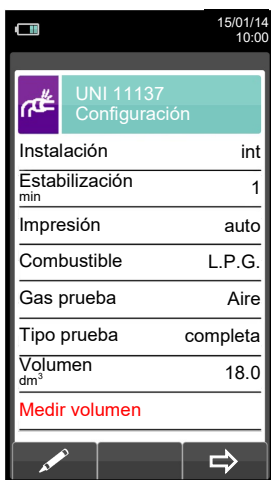 15/01/14
10:00
UNI 11137
Configuración
Instalación int
Estabilización 1
min
Impresión auto
Combustible L.P.G.
Gas prueba Aire
Tipo prueba completa
Volumen 18.0
dm³
Medir volumen